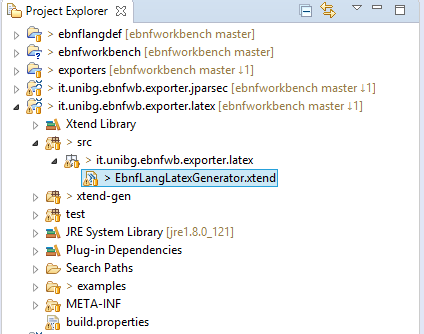 Project Explorer
> ebnflangdef [ebnfworkbench master]
ebnfworkbench [ebnfworkbench master]
> exporters [ebnfworkbench master ↓1]
> it.unibg.ebnfwb.exporter.jparsec [ebnfworkbench master ↓1]
> it.unibg.ebnfwb.exporter.latex [ebnfworkbench master ↓1]
Xtend Library
> src
> it.unibg.ebnfwb.exporter.latex
> EbnfLangLatexGenerator.xtend
> xtend-gen
test
JRE System Library [jre1.8.0_121]
Plug-in Dependencies
Search Paths
> examples
META-INF
build.properties